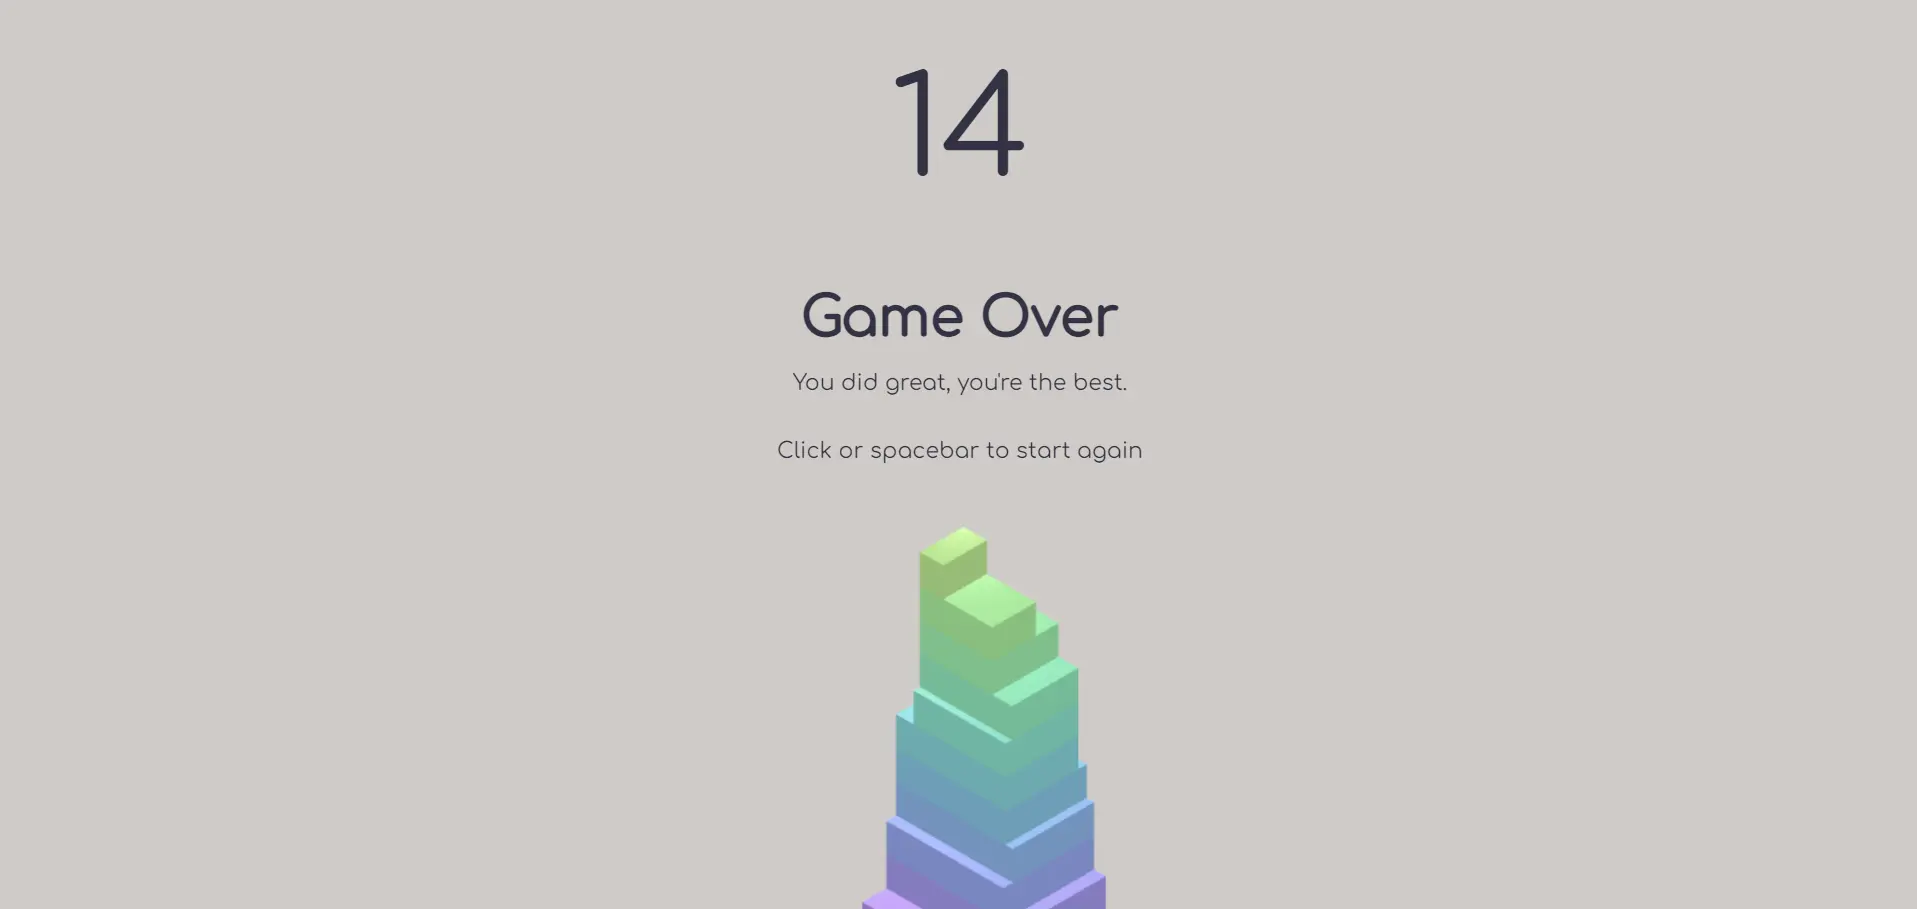 14
Game Over
You did great, you're the best.
Click or spacebar to start again